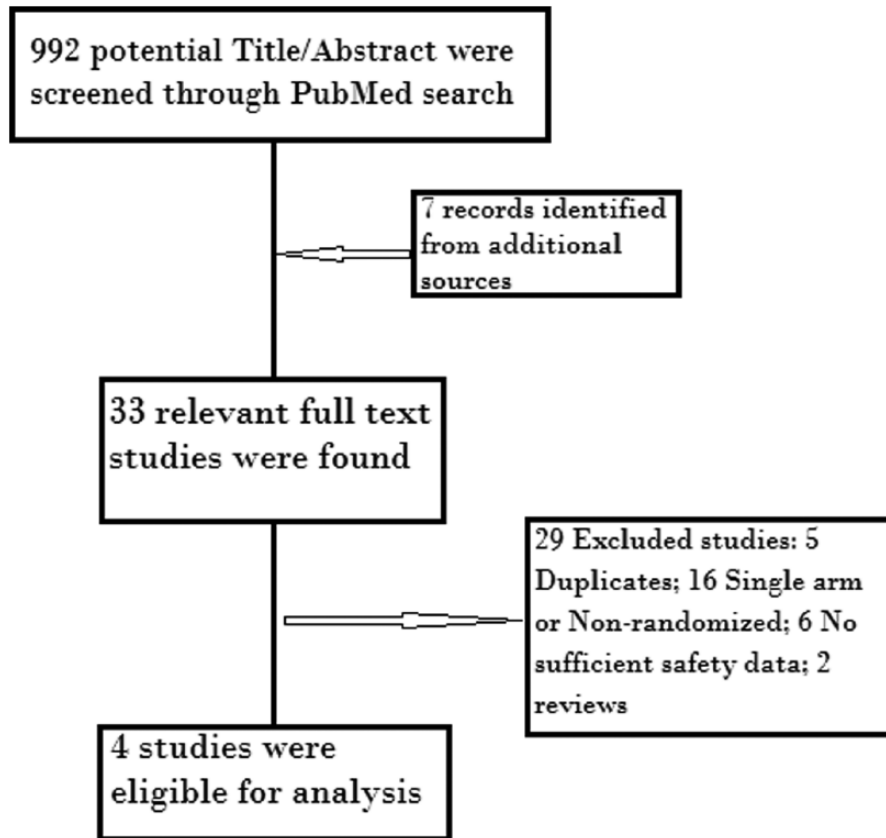 992 potential Title/Abstract were
screened through PubMed search
7 records identified
from additional
sources
33 relevant full text
studies were found
29 Excluded studies: 5
Duplicates; 16 Single arm
or Non-randomized; 6 No
sufficient safety data; 2
reviews
4 studies were
eligible for analysis